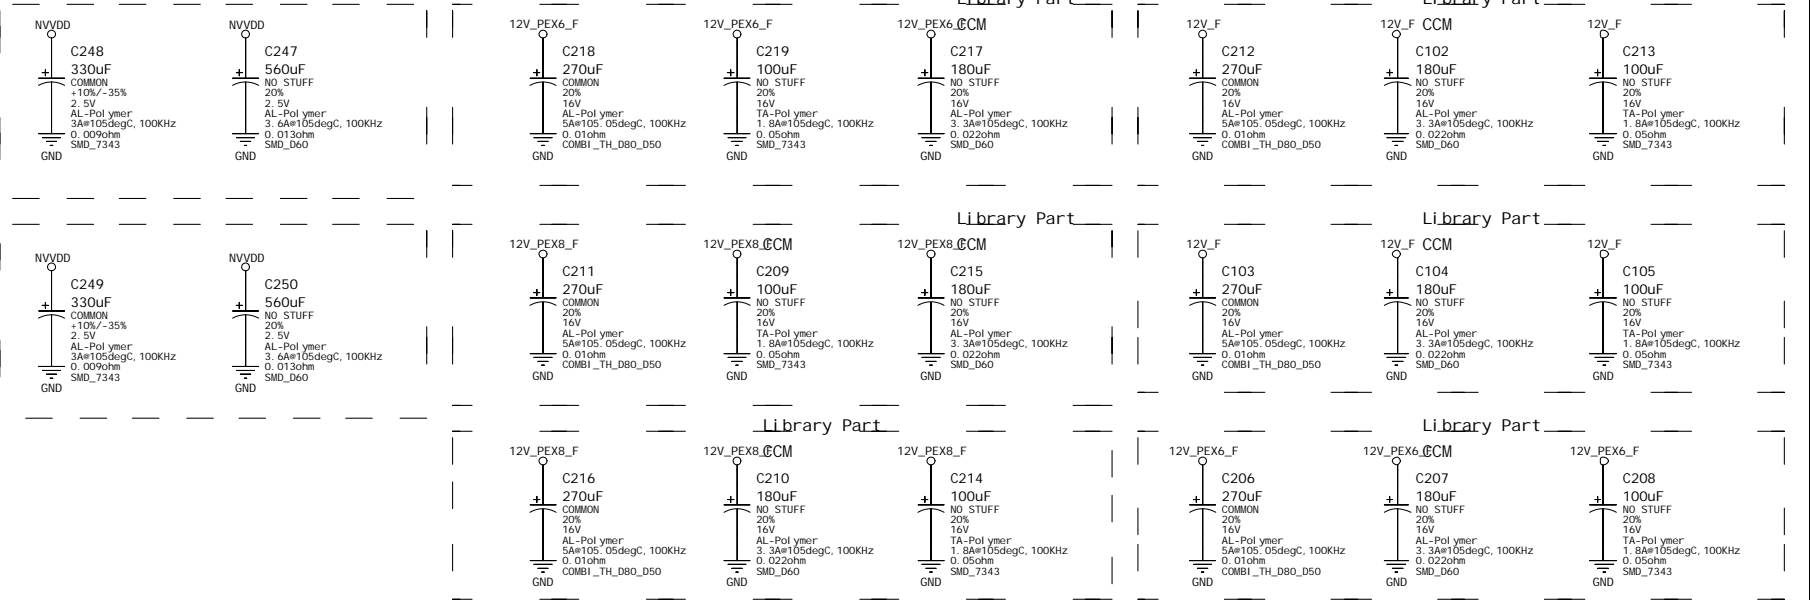 NVVDD
C248
330uF
COMMON
+10%/-35%
2.5V
AL-Polymer
3A@105degC, 100KHz
0.009ohm
SMD_7343
GND
NVVDD
C247
560uF
NO STUFF
20%
2.5V
AL-Polymer
3.6A@105degC, 100KHz
0.013ohm
SMD_D60
GND
Library Part
12V_PEX6_F
C218
270uF
COMMON
20%
16V
AL-Polymer
5A@105.05degC, 100KHz
0.01ohm
COMBI_TH_D80_D50
GND
12V_PEX6_F
C219
100uF
NO STUFF
20%
16V
TA-Polymer
1.8A@105degC, 100KHz
0.05ohm
SMD_7343
GND
12V_PEX6_F
CCM
C217
180uF
NO STUFF
20%
16V
AL-Polymer
3.3A@105degC, 100KHz
0.022ohm
SMD_D60
GND
Library Part
12V_F
C212
270uF
COMMON
20%
16V
AL-Polymer
5A@105.05degC, 100KHz
0.01ohm
COMBI_TH_D80_D50
GND
12V_F
CCM
C102
180uF
NO STUFF
20%
16V
AL-Polymer
3.3A@105degC, 100KHz
0.022ohm
SMD_D60
GND
12V_F
C213
100uF
NO STUFF
20%
16V
TA-Polymer
1.8A@105degC, 100KHz
0.05ohm
SMD_7343
GND
NVVDD
C249
330uF
COMMON
+10%/-35%
2.5V
AL-Polymer
3A@105degC, 100KHz
0.009ohm
SMD_7343
GND
NVVDD
C250
560uF
NO STUFF
20%
2.5V
AL-Polymer
3.6A@105degC, 100KHz
0.013ohm
SMD_D60
GND
Library Part
12V_PEX8_F
C211
270uF
COMMON
20%
16V
AL-Polymer
5A@105.05degC, 100KHz
0.01ohm
COMBI_TH_D80_D50
GND
12V_PEX8_F
CCM
C209
100uF
NO STUFF
20%
16V
TA-Polymer
1.8A@105degC, 100KHz
0.05ohm
SMD_7343
GND
12V_PEX8_F
CCM
C215
180uF
NO STUFF
20%
16V
AL-Polymer
3.3A@105degC, 100KHz
0.022ohm
SMD_D60
GND
Library Part
12V_F
C103
270uF
COMMON
20%
16V
AL-Polymer
5A@105.05degC, 100KHz
0.01ohm
COMBI_TH_D80_D50
GND
12V_F
CCM
C104
180uF
NO STUFF
20%
16V
AL-Polymer
3.3A@105degC, 100KHz
0.022ohm
SMD_D60
GND
12V_F
C105
100uF
NO STUFF
20%
16V
TA-Polymer
1.8A@105degC, 100KHz
0.05ohm
SMD_7343
GND
Library Part
12V_PEX8_F
C216
270uF
COMMON
20%
16V
AL-Polymer
5A@105.05degC, 100KHz
0.01ohm
COMBI_TH_D80_D50
GND
12V_PEX8_F
CCM
C210
180uF
NO STUFF
20%
16V
AL-Polymer
3.3A@105degC, 100KHz
0.022ohm
SMD_D60
GND
12V_PEX8_F
C214
100uF
NO STUFF
20%
16V
TA-Polymer
1.8A@105degC, 100KHz
0.05ohm
SMD_7343
GND
Library Part
12V_PEX6_F
C206
270uF
COMMON
20%
16V
AL-Polymer
5A@105.05degC, 100KHz
0.01ohm
COMBI_TH_D80_D50
GND
12V_PEX6_F
CCM
C207
180uF
NO STUFF
20%
16V
AL-Polymer
3.3A@105degC, 100KHz
0.022ohm
SMD_D60
GND
12V_PEX6_F
C208
100uF
NO STUFF
20%
16V
TA-Polymer
1.8A@105degC, 100KHz
0.05ohm
SMD_7343
GND